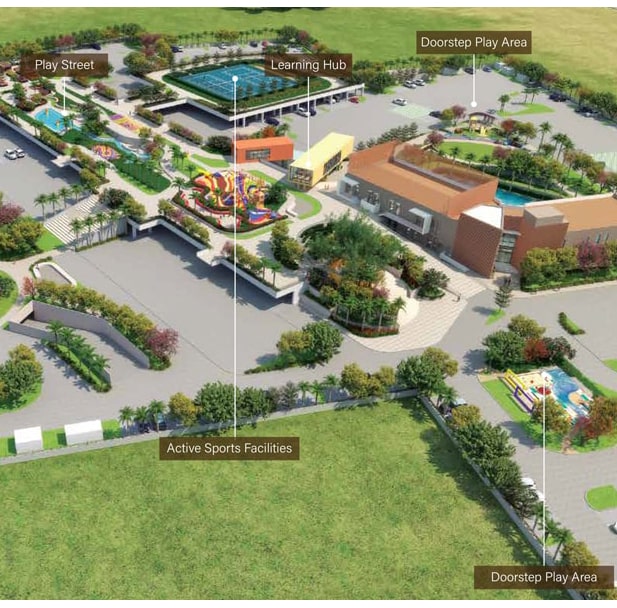 Doorstep Play Area
Play Street
Learning Hub
Active Sports Facilities
Doorstep Play Area